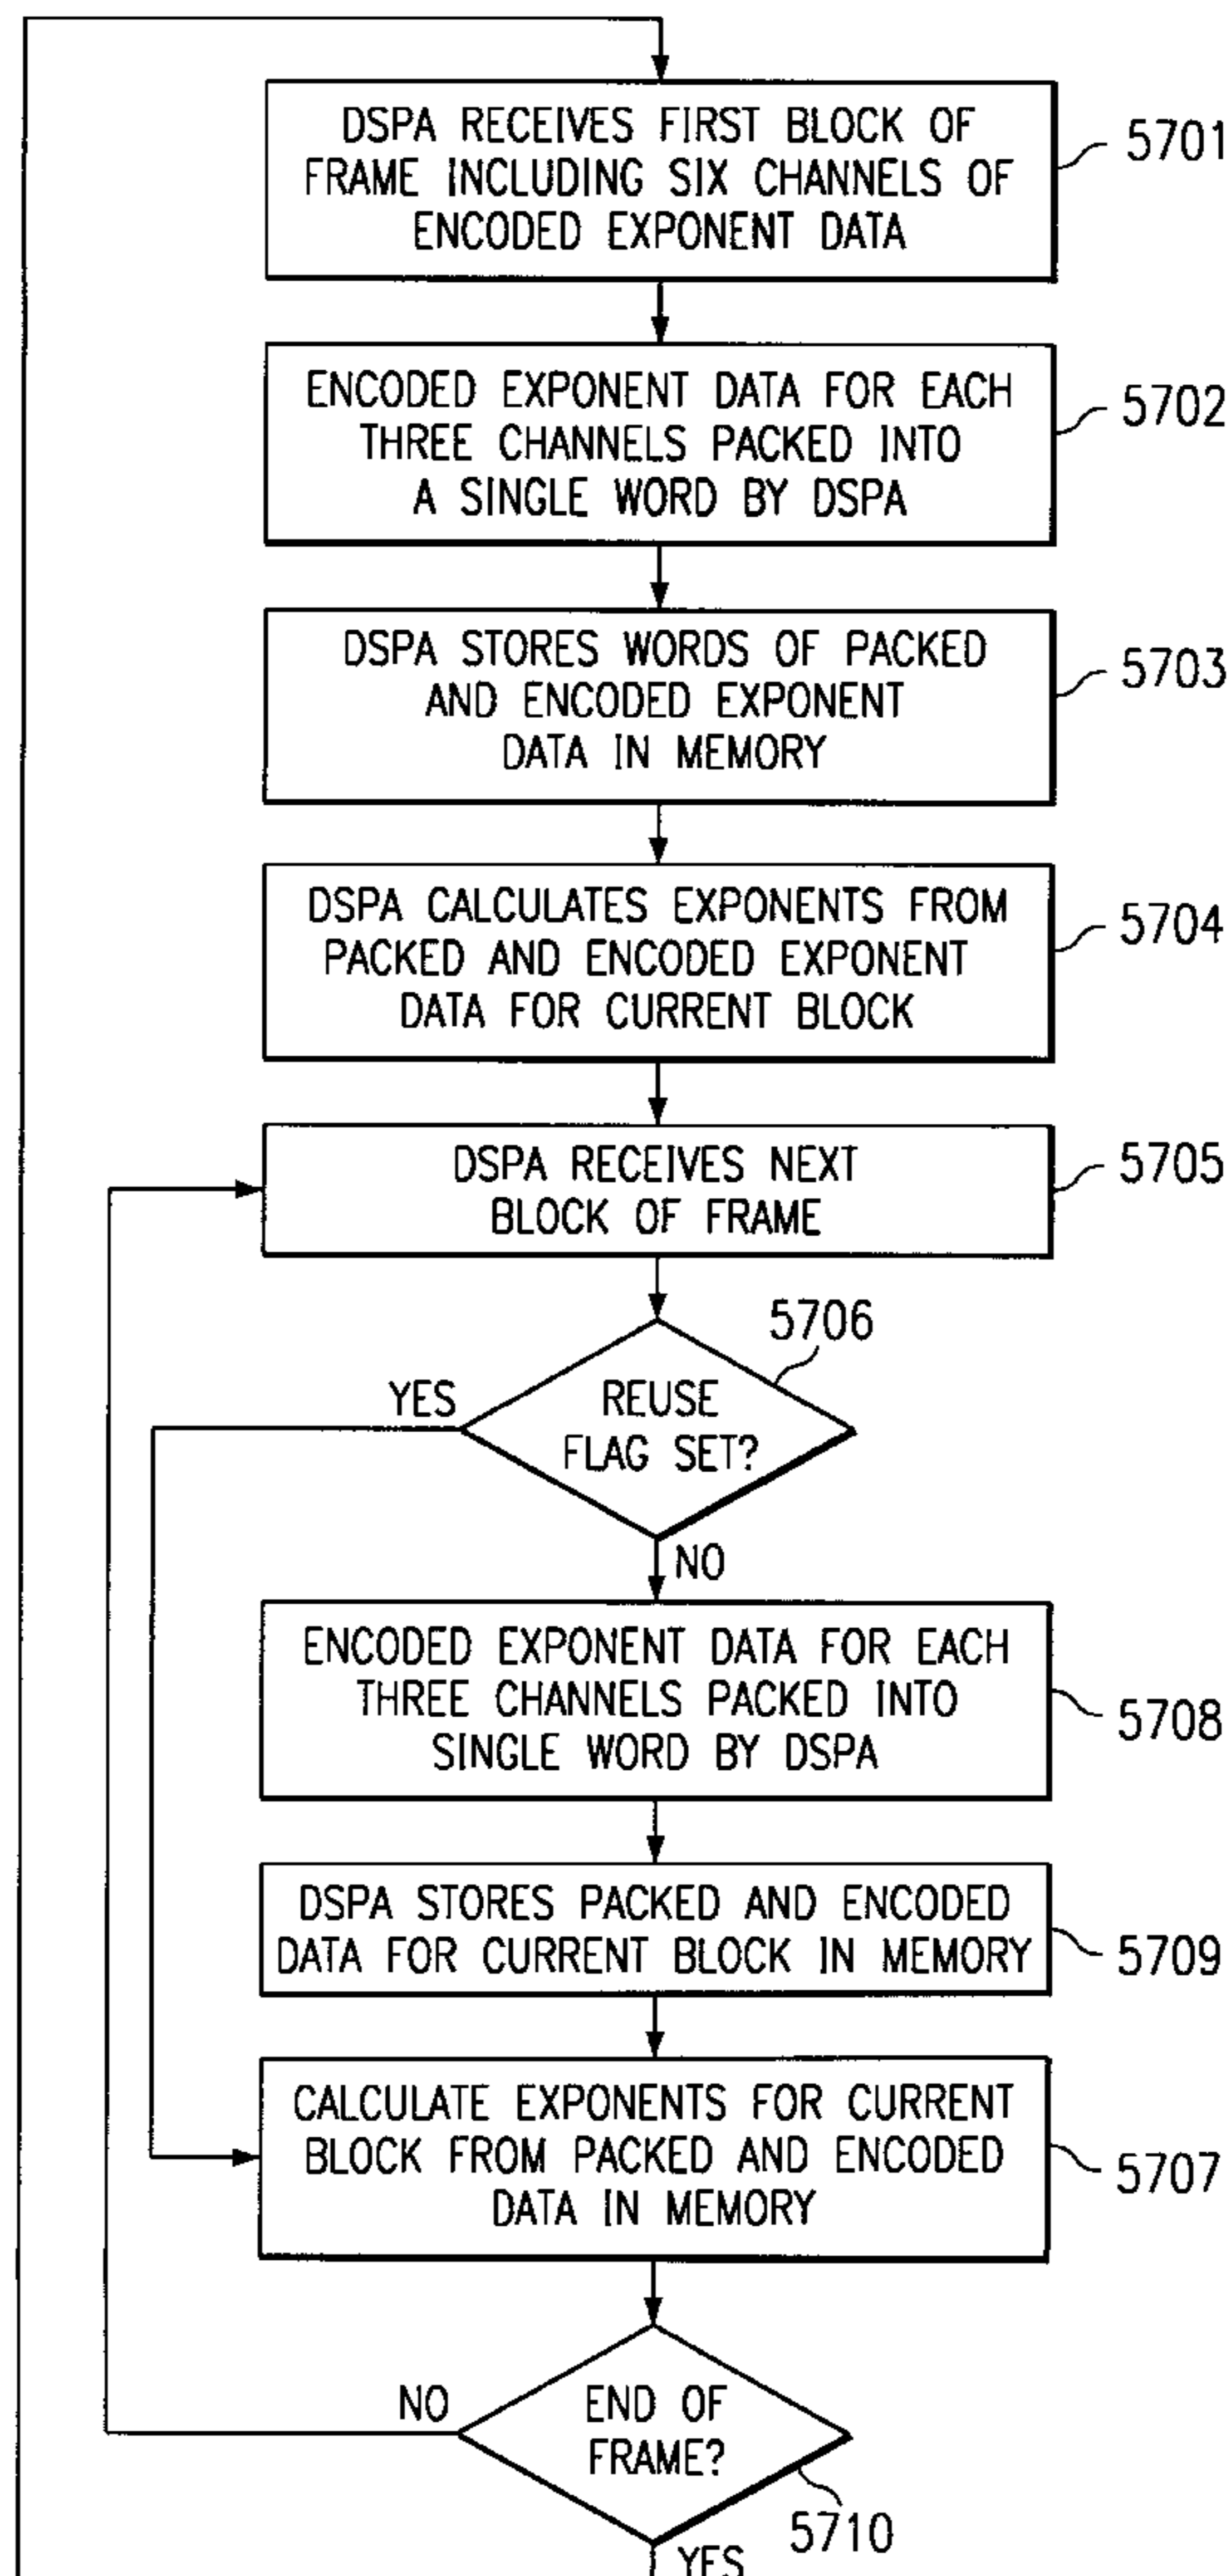 DSPA RECEIVES FIRST BLOCK OF
FRAME INCLUDING SIX CHANNELS OF
ENCODED EXPONENT DATA
5701
ENCODED EXPONENT DATA FOR EACH
THREE CHANNELS PACKED INTO
A SINGLE WORD BY DSPA
5702
DSPA STORES WORDS OF PACKED
AND ENCODED EXPONENT
DATA IN MEMORY
5703
DSPA CALCULATES EXPONENTS FROM
PACKED AND ENCODED EXPONENT
DATA FOR CURRENT BLOCK
5704
DSPA RECEIVES NEXT
BLOCK OF FRAME
5705
5706
YES
REUSE
FLAG SET?
NO
ENCODED EXPONENT DATA FOR EACH
THREE CHANNELS PACKED INTO
SINGLE WORD BY DSPA
5708
DSPA STORES PACKED AND ENCODED
DATA FOR CURRENT BLOCK IN MEMORY
5709
CALCULATE EXPONENTS FOR CURRENT
BLOCK FROM PACKED AND ENCODED
DATA IN MEMORY
5707
NO
END OF
FRAME?
5710
YES